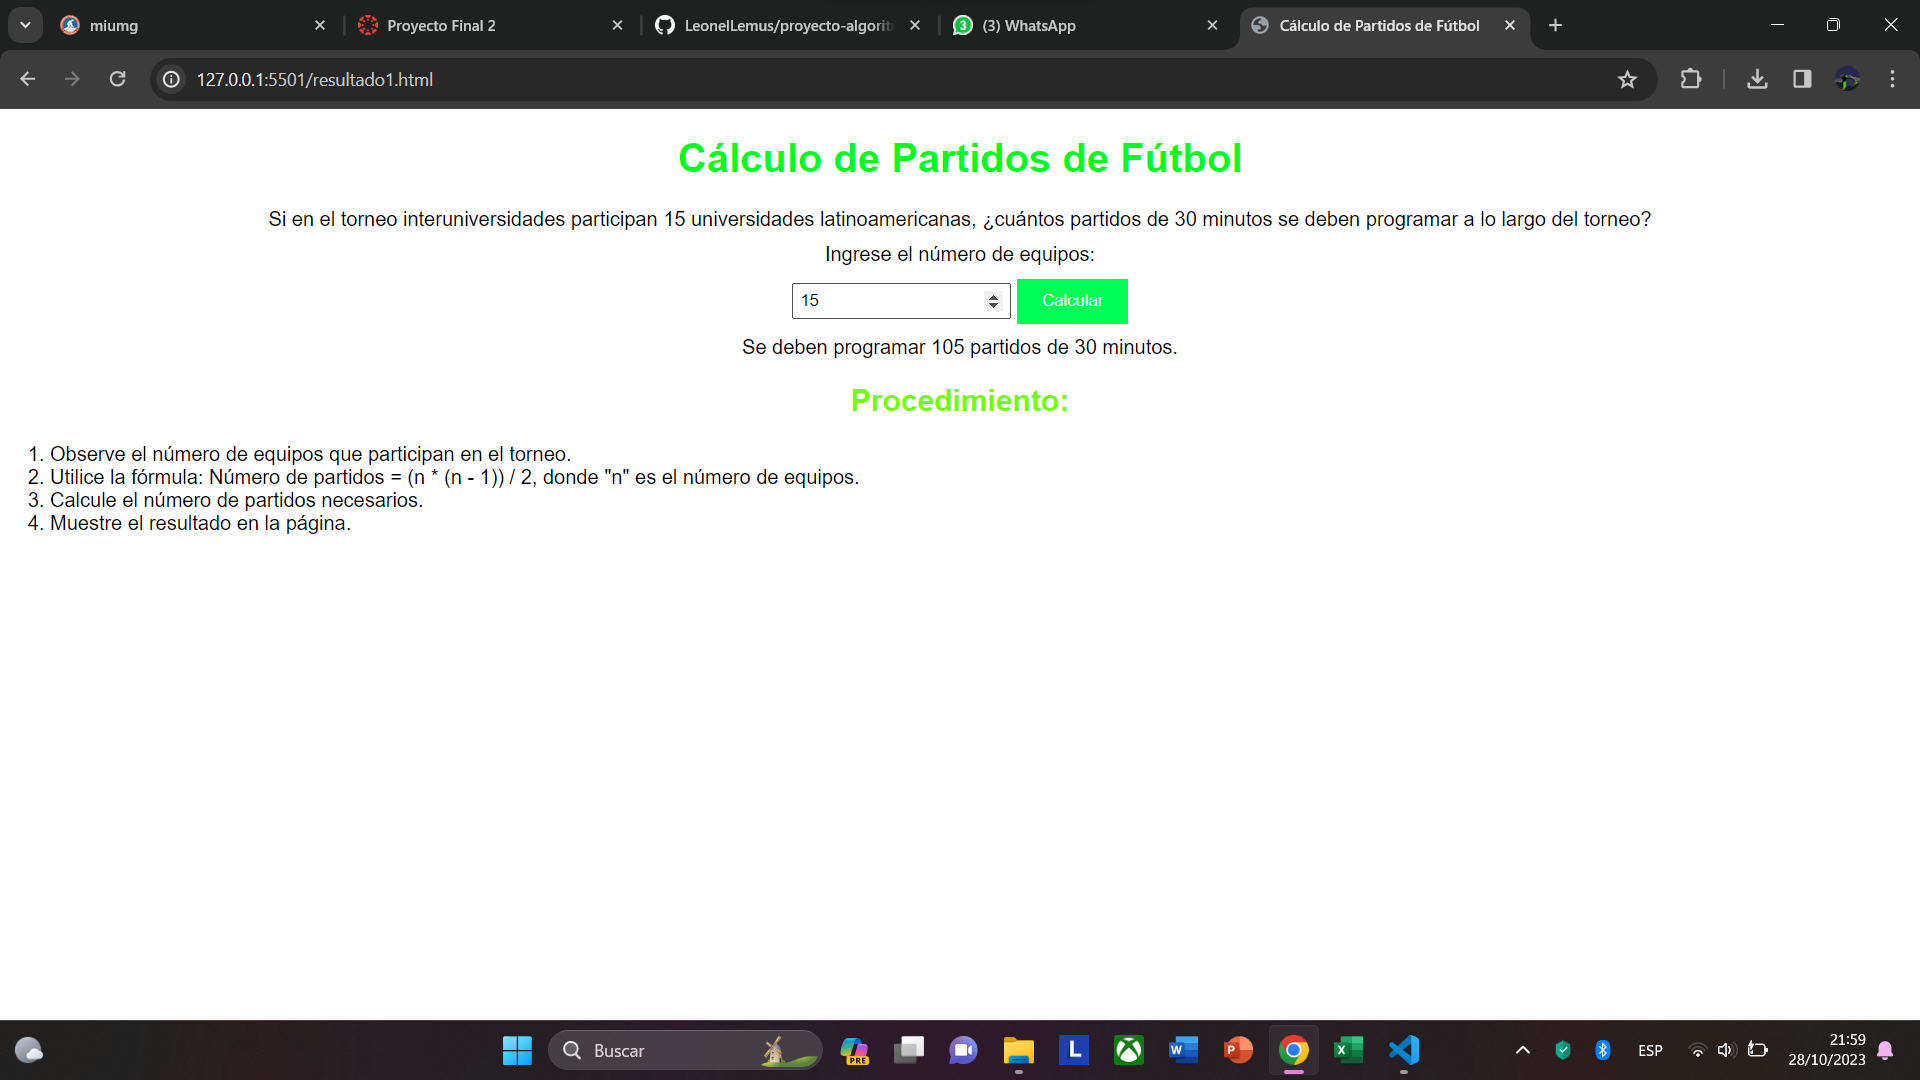 miumg
Proyecto Final 2
LeonelLemus/proyecto-algorit
3
(3) WhatsApp
Cálculo de Partidos de Fútbol
127.0.0.1:5501/resultado1.html
Cálculo de Partidos de Fútbol
Si en el torneo interuniversidades participan 15 universidades latinoamericanas, ¿cuántos partidos de 30 minutos se deben programar a lo largo del torneo?
Ingrese el número de equipos:
15
Calcular
Se deben programar 105 partidos de 30 minutos.
Procedimiento:
1. Observe el número de equipos que participan en el torneo.
2. Utilice la fórmula: Número de partidos = (n * (n - 1)) / 2, donde "n" es el número de equipos.
3. Calcule el número de partidos necesarios.
4. Muestre el resultado en la página.
Buscar
PRE
L
W
P
X
ESP
21:59
28/10/2023